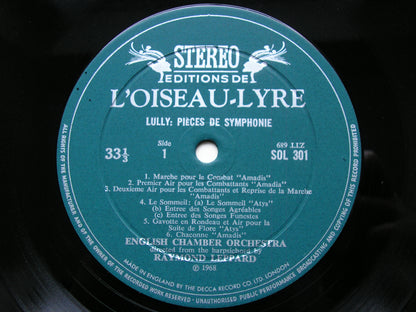 STEREO
EDITIONS DE
L'OISEAU-LYRE
LULLY: PIECES DE SYMPHONIE
33⅓
Side
1
689 .LIZ
SOL 301
1. Marche pour le Combat "Amadis"
2. Premier Air pour les Combattants "Amadis"
3. Deuxieme Air pour les Combattants et Reprise de la Marche
"Amadis"
4. Le Sommeil: (a) Le Sommeil "Atys"
(b) Entree des Songes Agréables
(c) Entree des Songes Funestes
5. Gavotte en Rondeau et Air pour la
Suite de Flore "Atys"
6. Chaconne "Amadis"
ENGLISH CHAMBER ORCHESTRA
directed from the harpsichord by
RAYMOND LEPPARD
Ⓟ 1968
MADE IN ENGLAND BY THE DECCA RECORD CO. LTD. LONDON
ALL RIGHTS OF THE MANUFACTURER AND OF THE OWNER OF THE RECORDED WORK RESERVED · UNAUTHORISED PUBLIC PERFORMANCE BROADCASTING AND COPYING OF THIS RECORD PROHIBITED